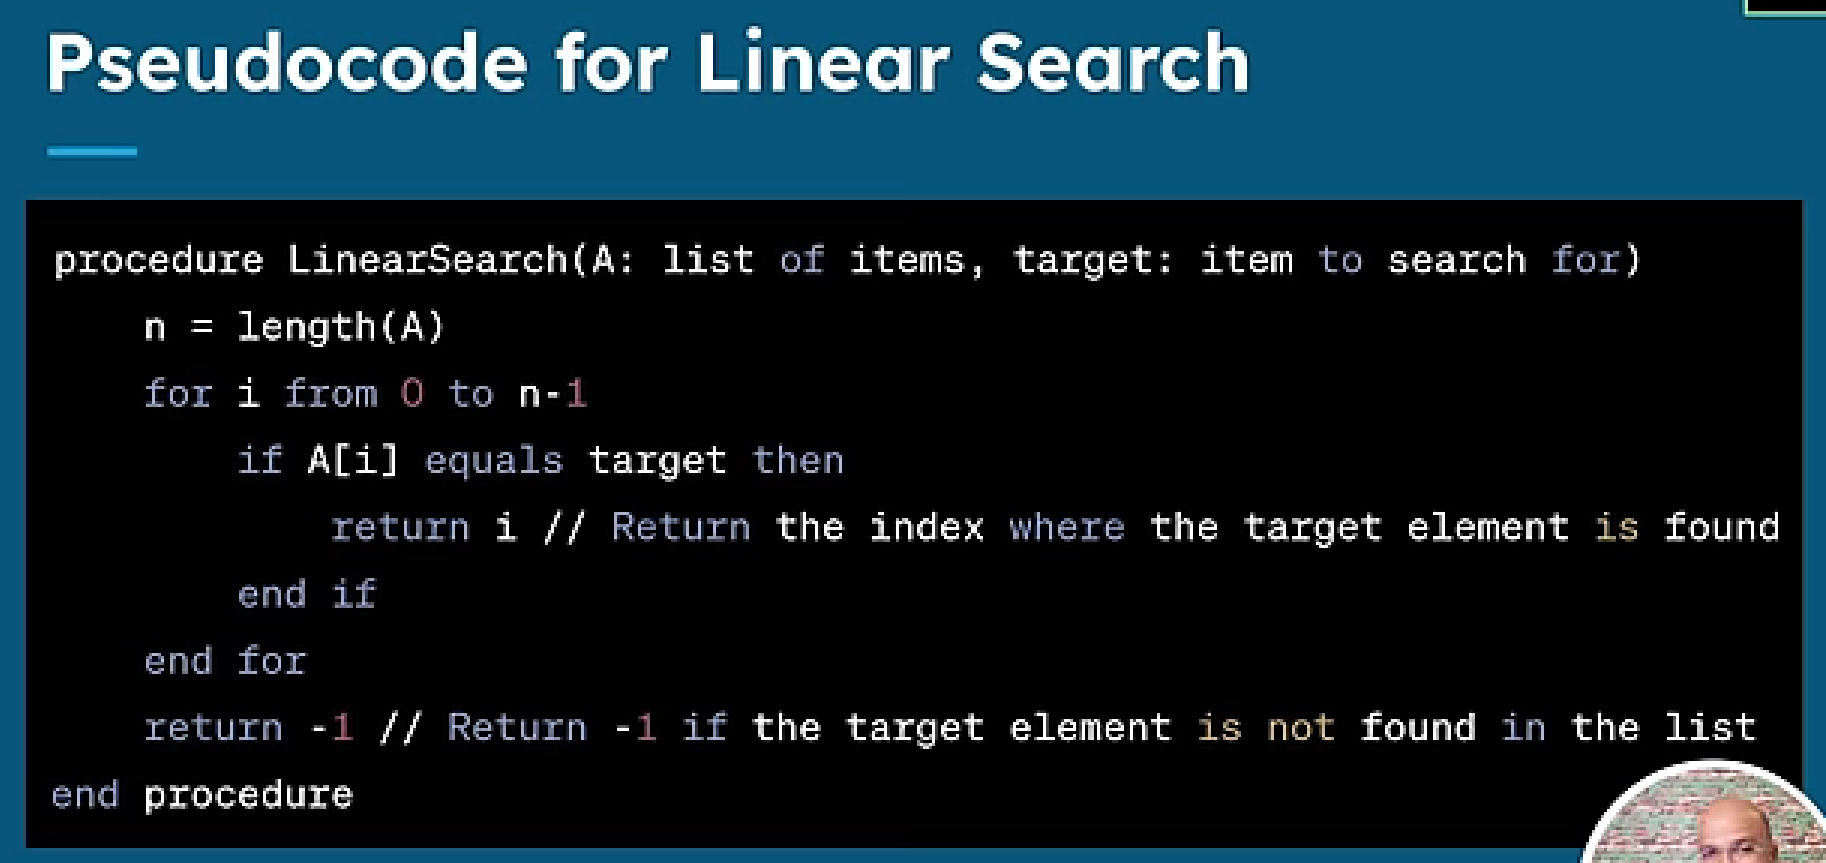 Pseudocode for Linear Search
procedure LinearSearch(A: list of items, target: item to search for)
n = length(A)
for i from 0 to n-1
if A[i] equals target then
return i // Return the index where the target element is found
end if
end for
return -1 // Return -1 if the target element is not found in the list
end procedure